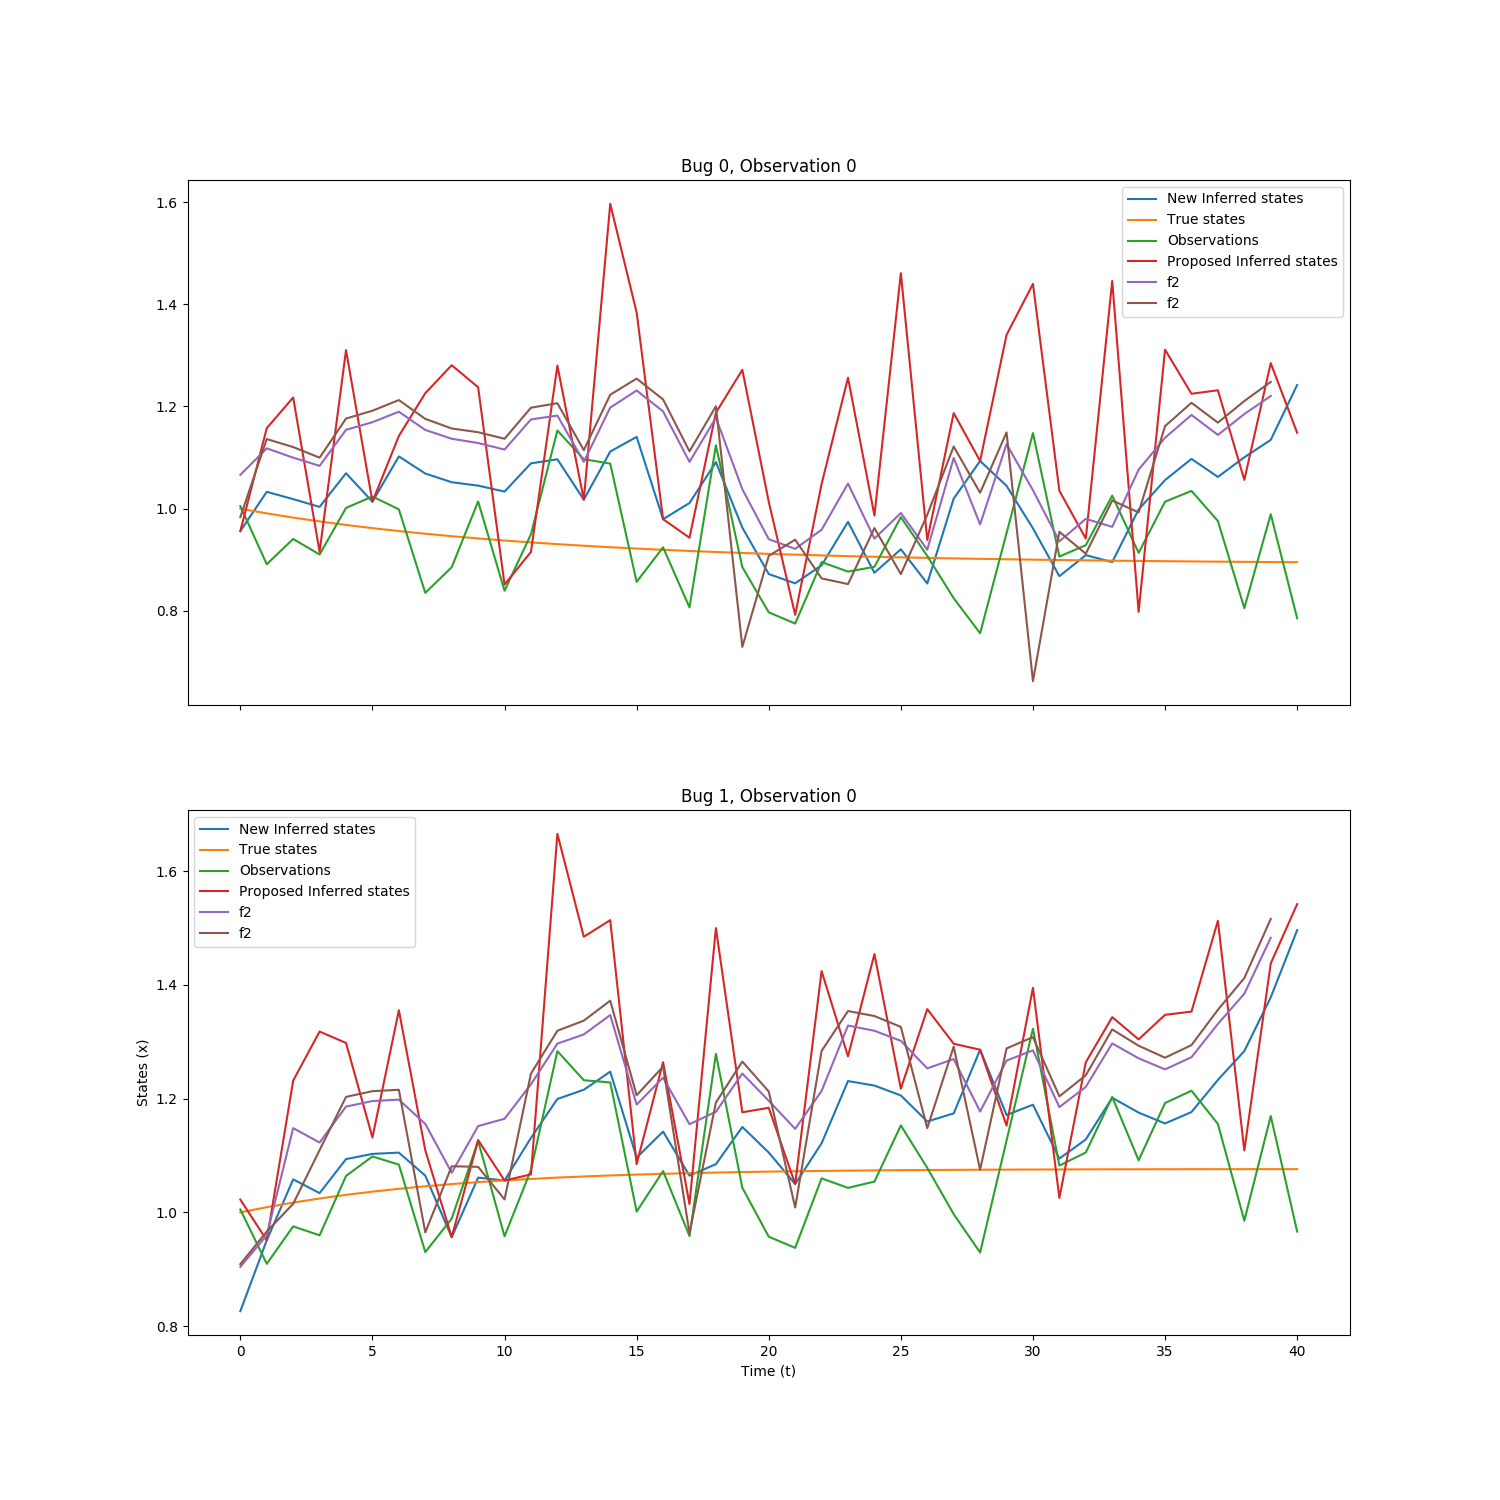 Bug 0, Observation 0
1.6
1.4
1.2
1.0
0.8
New Inferred states
True states
Observations
Proposed Inferred states
f2
f2
Bug 1, Observation 0
1.6
1.4
1.2
1.0
0.8
States (x)
New Inferred states
True states
Observations
Proposed Inferred states
f2
f2
0 5 10 15 20 25 30 35 40
Time (t)